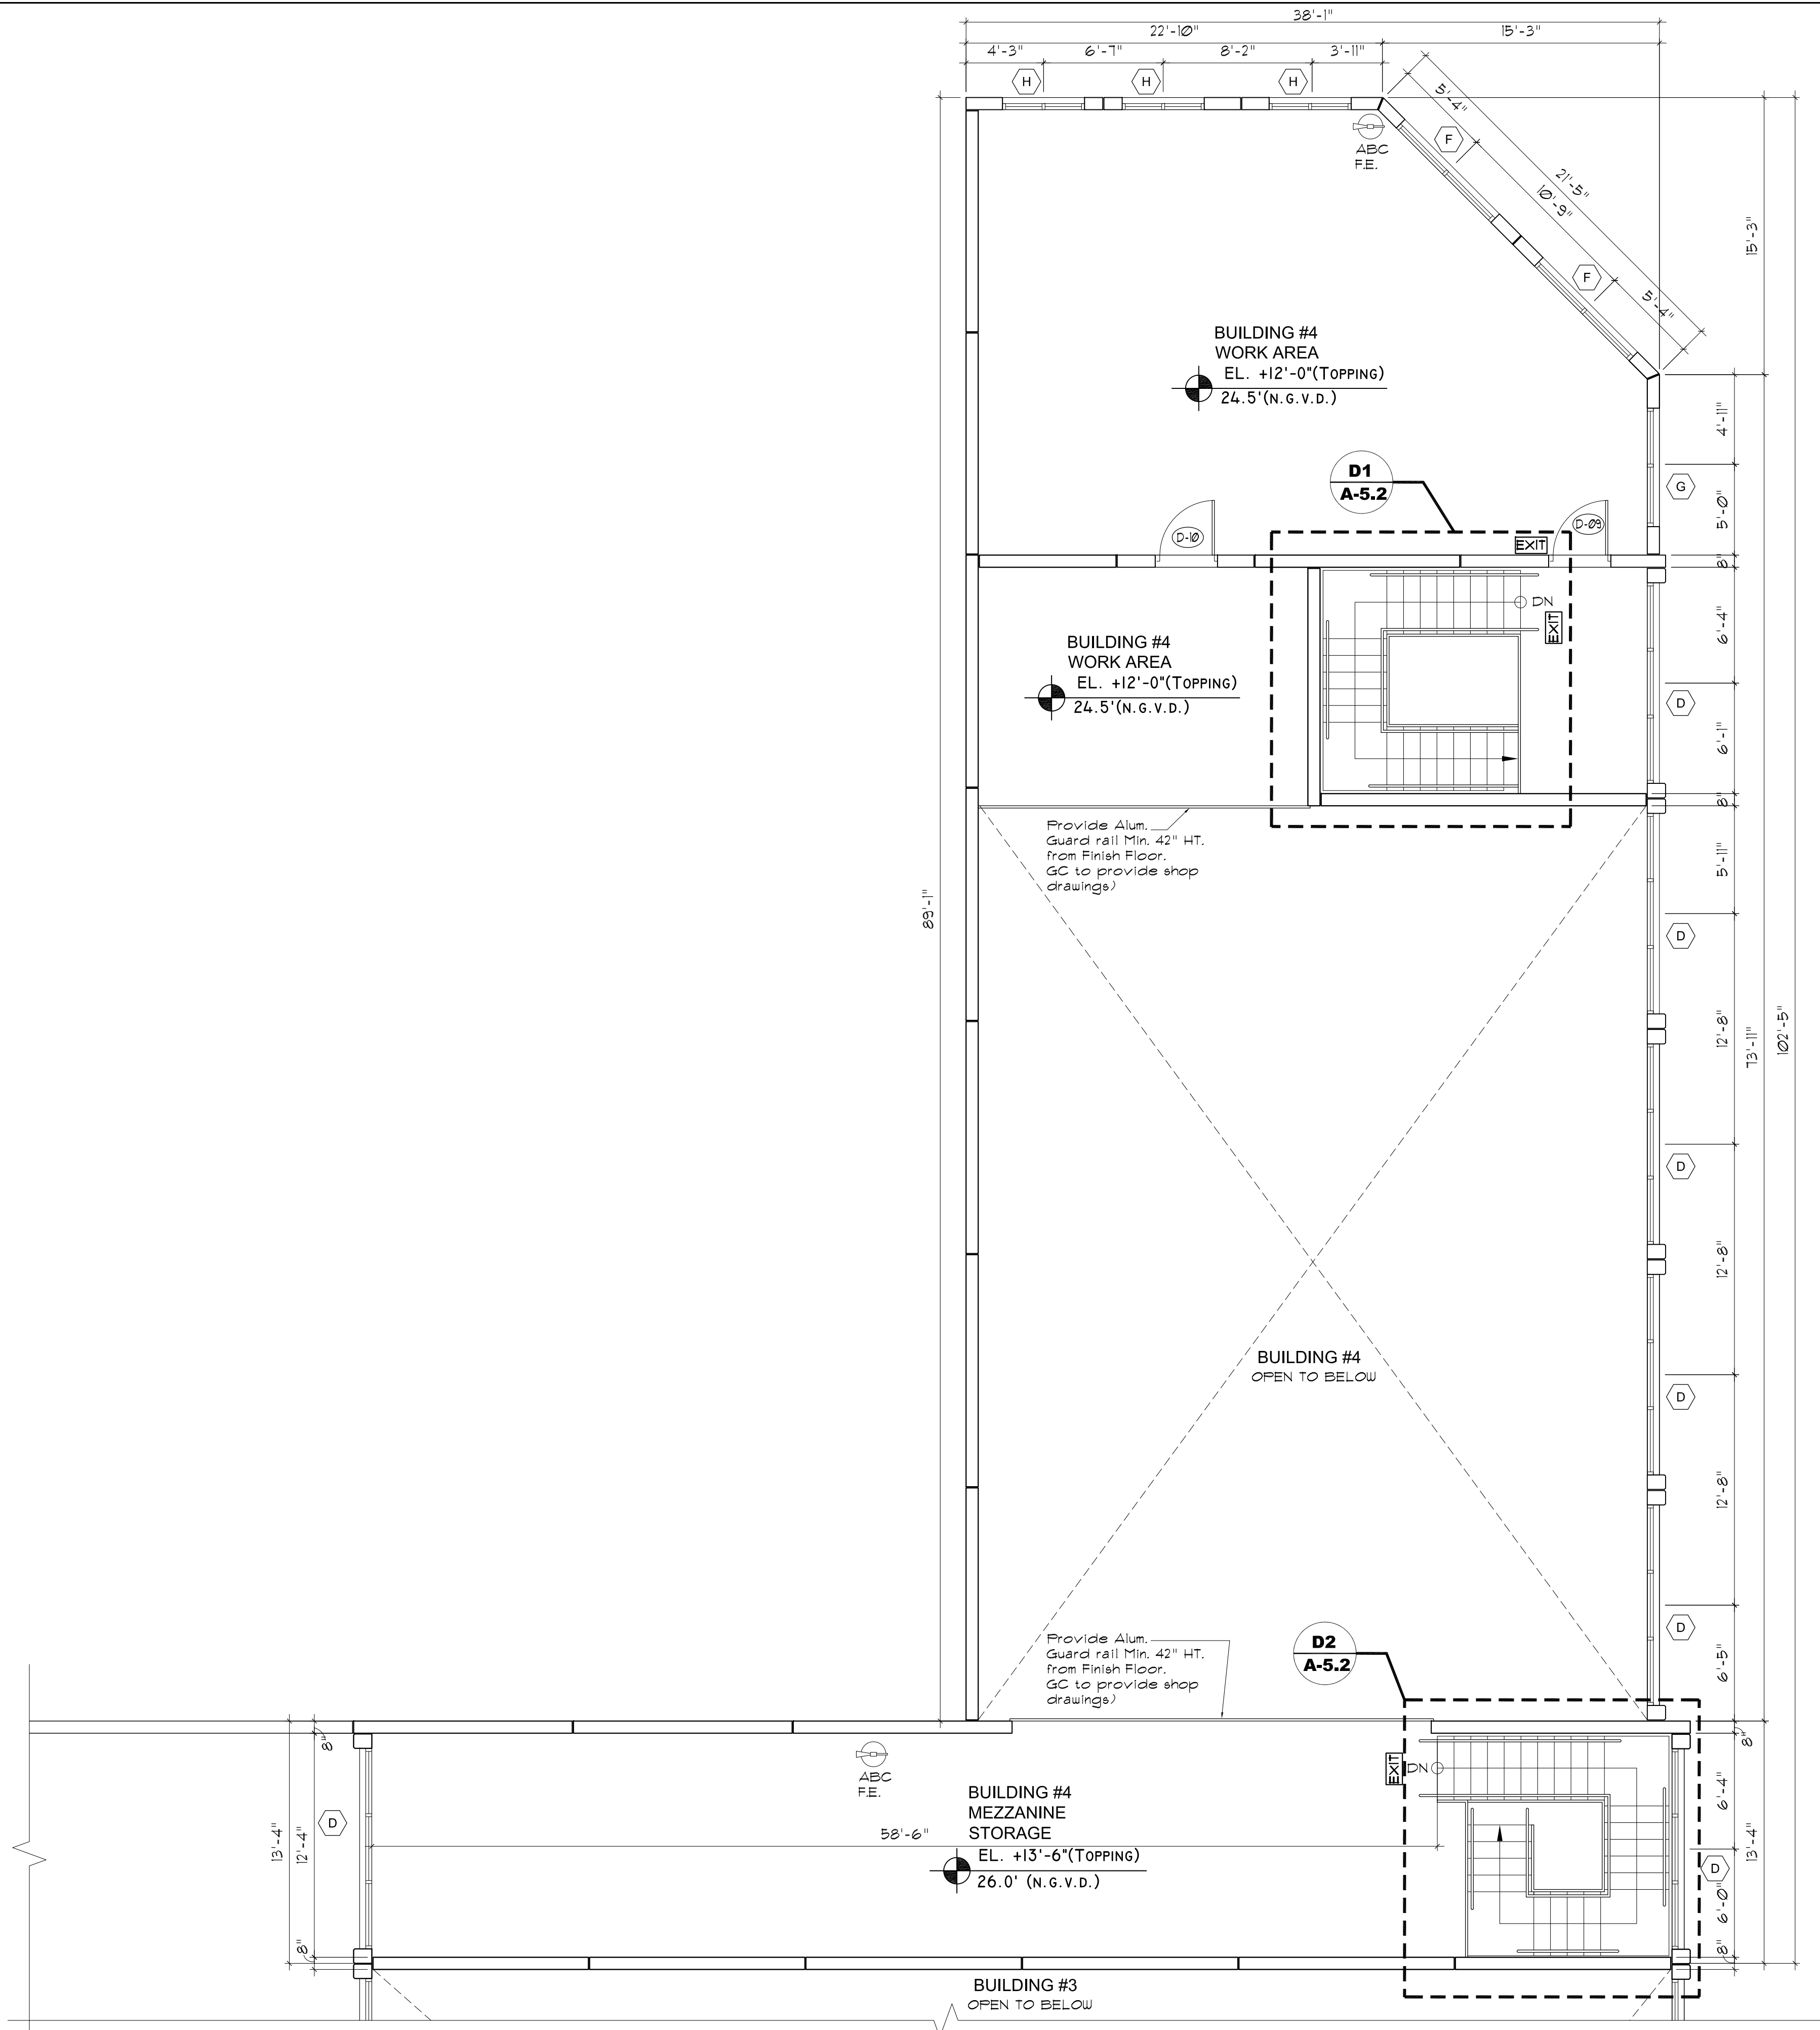 38'-1"
22'-10"
15'-3"
4'-3"
6'-7"
8'-2"
3'-11"
H
H
H
5'-4"
F
21'-5"
10'-9"
F
5'-4"
ABC
F.E.
15'-3"
BUILDING #4
WORK AREA
EL. +12'-0"(TOPPING)
24.5'(N.G.V.D.)
4'-11"
D1
A-5.2
G
5'-0"
D-10
D-09
EXIT
8"
DN
EXIT
6'-4"
BUILDING #4
WORK AREA
EL. +12'-0"(TOPPING)
24.5'(N.G.V.D.)
D
6'-1"
8"
Provide Alum.
Guard rail Min. 42" HT.
from Finish Floor.
GC to provide shop
drawings)
5'-11"
89'-1"
D
12'-8"
73'-11"
102'-5"
D
12'-8"
BUILDING #4
OPEN TO BELOW
D
12'-8"
D
Provide Alum.
Guard rail Min. 42" HT.
from Finish Floor.
GC to provide shop
drawings)
D2
A-5.2
6'-5"
8"
8"
ABC
F.E.
EXIT
DN
6'-4"
BUILDING #4
MEZZANINE
STORAGE
EL. +13'-6"(TOPPING)
26.0' (N.G.V.D.)
58'-6"
D
13'-4"
12'-4"
13'-4"
D
6'-0"
8"
8"
BUILDING #3
OPEN TO BELOW